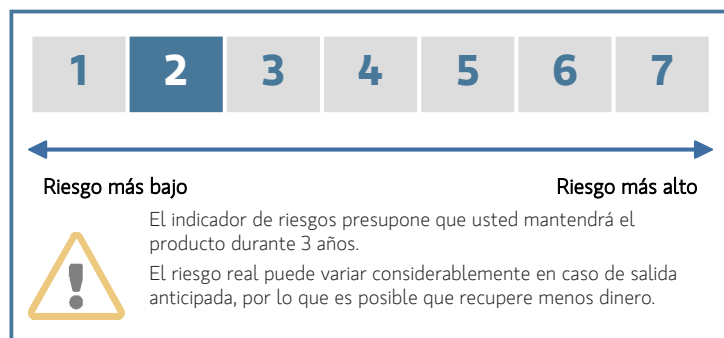 1 2 3 4 5 6 7
Riesgo más bajo Riesgo más alto
El indicador de riesgos presupone que usted mantendrá el
producto durante 3 años.
El riesgo real puede variar considerablemente en caso de salida
anticipada, por lo que es posible que recupere menos dinero.